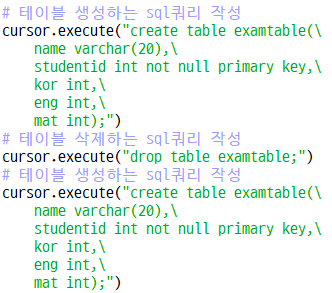 # 테이블 생성하는 sql쿼리 작성
cursor.execute("create table examtable(\
    name varchar(20),\
    studentid int not null primary key,\
    kor int,\
    eng int,\
    mat int);")
# 테이블 삭제하는 sql쿼리 작성
cursor.execute("drop table examtable;")
# 테이블 생성하는 sql쿼리 작성
cursor.execute("create table examtable(\
    name varchar(20),\
    studentid int not null primary key,\
    kor int,\
    eng int,\
    mat int);")